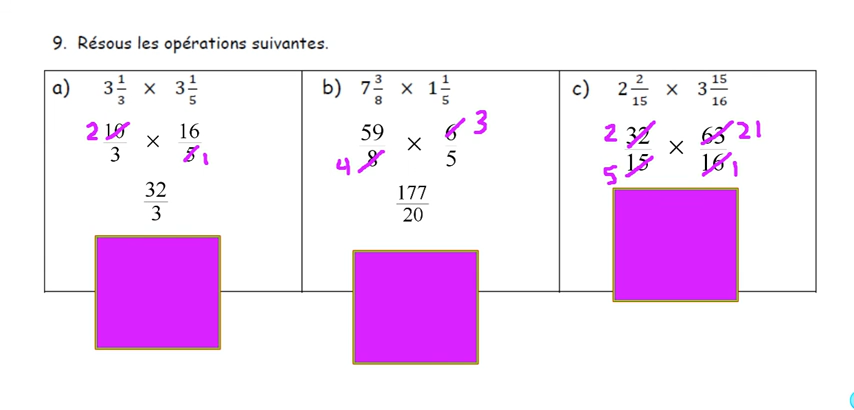 9. Résous les opérations suivantes.
a) 3 1/3 × 3 1/5
2 10/3 × 16/5 1
32/3
b) 7 3/8 × 1 1/5
59/8 × 6/5 3
4
177/20
c) 2 2/15 × 3 15/16
2 32/15 × 63/16 21
5 1